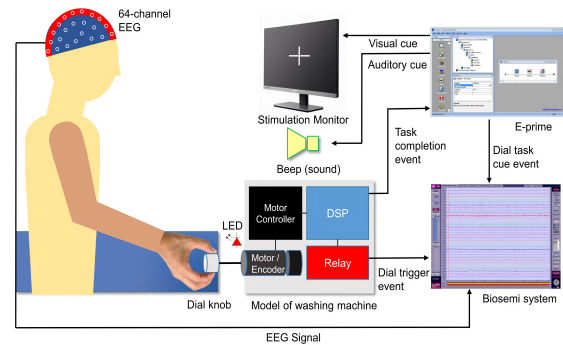 64-channel
EEG
Visual cue
Auditory cue
Stimulation Monitor
Beep (sound)
E-prime
Task
completion
event
Dial task
cue event
LED
Motor
Controller
DSP
Motor /
Encoder
Relay
Dial trigger
event
Dial knob
Model of washing machine
Biosemi system
EEG Signal